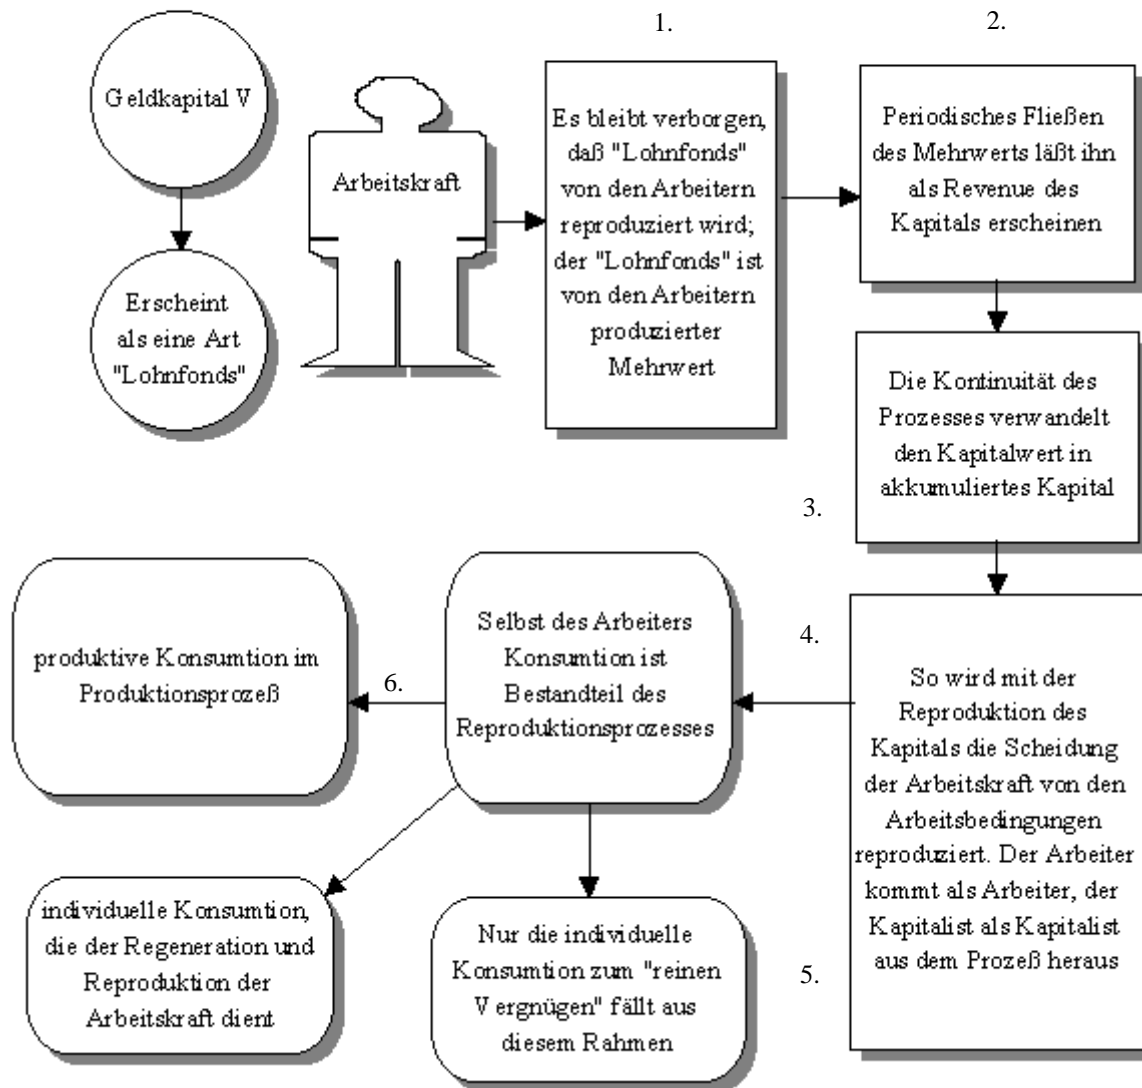 1.
2.
Geldkapital V
Erscheint
als eine Art
"Lohnfonds"
Arbeitskraft
Es bleibt verborgen,
daß "Lohnfonds"
von den Arbeitern
reproduziert wird;
der "Lohnfonds" ist
von den Arbeitern
produzierter
Mehrwert
Periodisches Fließen
des Mehrwerts läßt ihn
als Revenue des
Kapitals erscheinen
Die Kontinuität des
Prozesses verwandelt
den Kapitalwert in
akkumuliertes Kapital
3.
4.
So wird mit der
Reproduktion des
Kapitals die Scheidung
der Arbeitskraft von den
Arbeitsbedingungen
reproduziert. Der Arbeiter
kommt als Arbeiter, der
Kapitalist als Kapitalist
aus dem Prozeß heraus
5.
Selbst des Arbeiters
Konsumtion ist
Bestandteil des
Reproduktionsprozesses
6.
produktive Konsumtion im
Produktionsprozeß
individuelle Konsumtion,
die der Regeneration und
Reproduktion der
Arbeitskraft dient
Nur die individuelle
Konsumtion zum "reinen
Vergnügen" fällt aus
diesem Rahmen